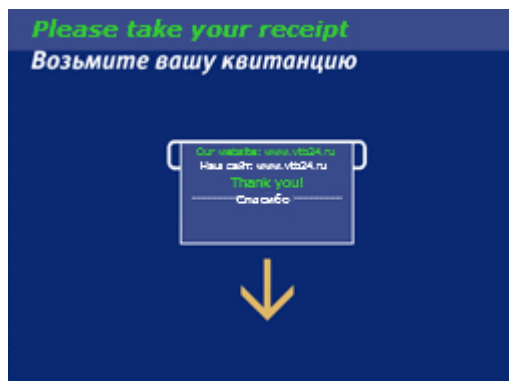 Please take your receipt
Возьмите вашу квитанцию
Our website: www.vtb24.ru
Наш сайт: www.vtb24.ru
Thank you!
Спасибо